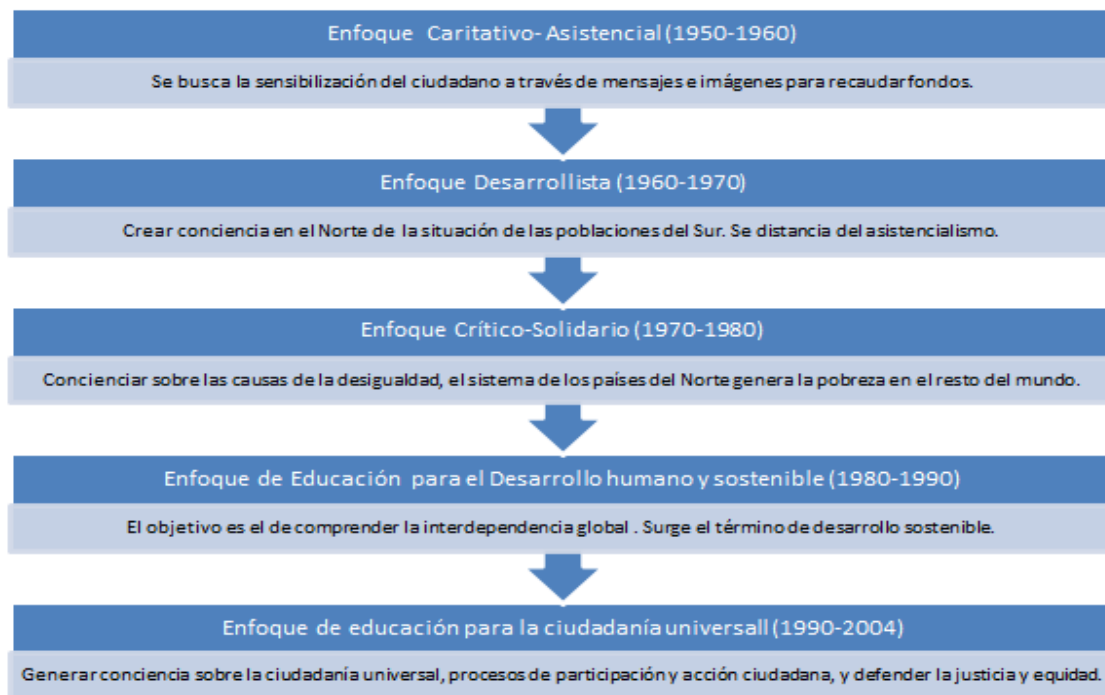 Enfoque Caritativo- Asistencial (1950-1960)
Se busca la sensibilización del ciudadano a través de mensajes e imágenes para recaudar fondos.
Enfoque Desarrollista (1960-1970)
Crear conciencia en el Norte de la situación de las poblaciones del Sur. Se distancia del asistencialismo.
Enfoque Crítico-Solidario (1970-1980)
Concienciar sobre las causas de la desigualdad, el sistema de los países del Norte genera la pobreza en el resto del mundo.
Enfoque de Educación para el Desarrollo humano y sostenible (1980-1990)
El objetivo es el de comprender la interdependencia global . Surge el término de desarrollo sostenible.
Enfoque de educación para la ciudadanía universall (1990-2004)
Generar conciencia sobre la ciudadanía universal, procesos de participación y acción ciudadana, y defender la justicia y equidad.